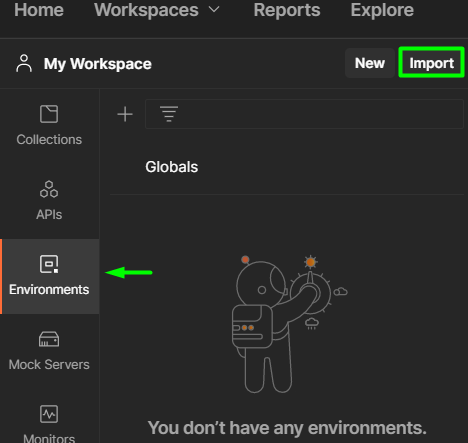 Home Workspaces Reports Explore
My Workspace New Import
Collections
Globals
APIs
Environments
Mock Servers
You don't have any environments.
Monitors